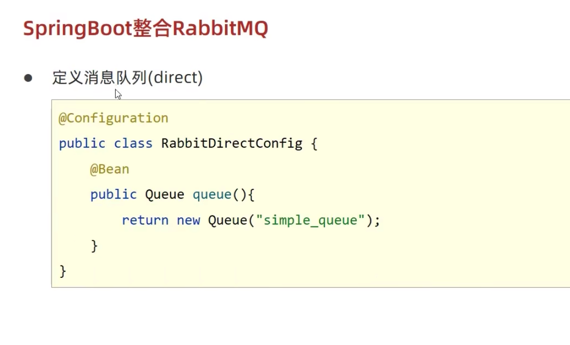 SpringBoot整合RabbitMQ
● 定义消息队列(direct)
@Configuration
public class RabbitDirectConfig {
    @Bean
    public Queue queue(){
        return new Queue("simple_queue");
    }
}